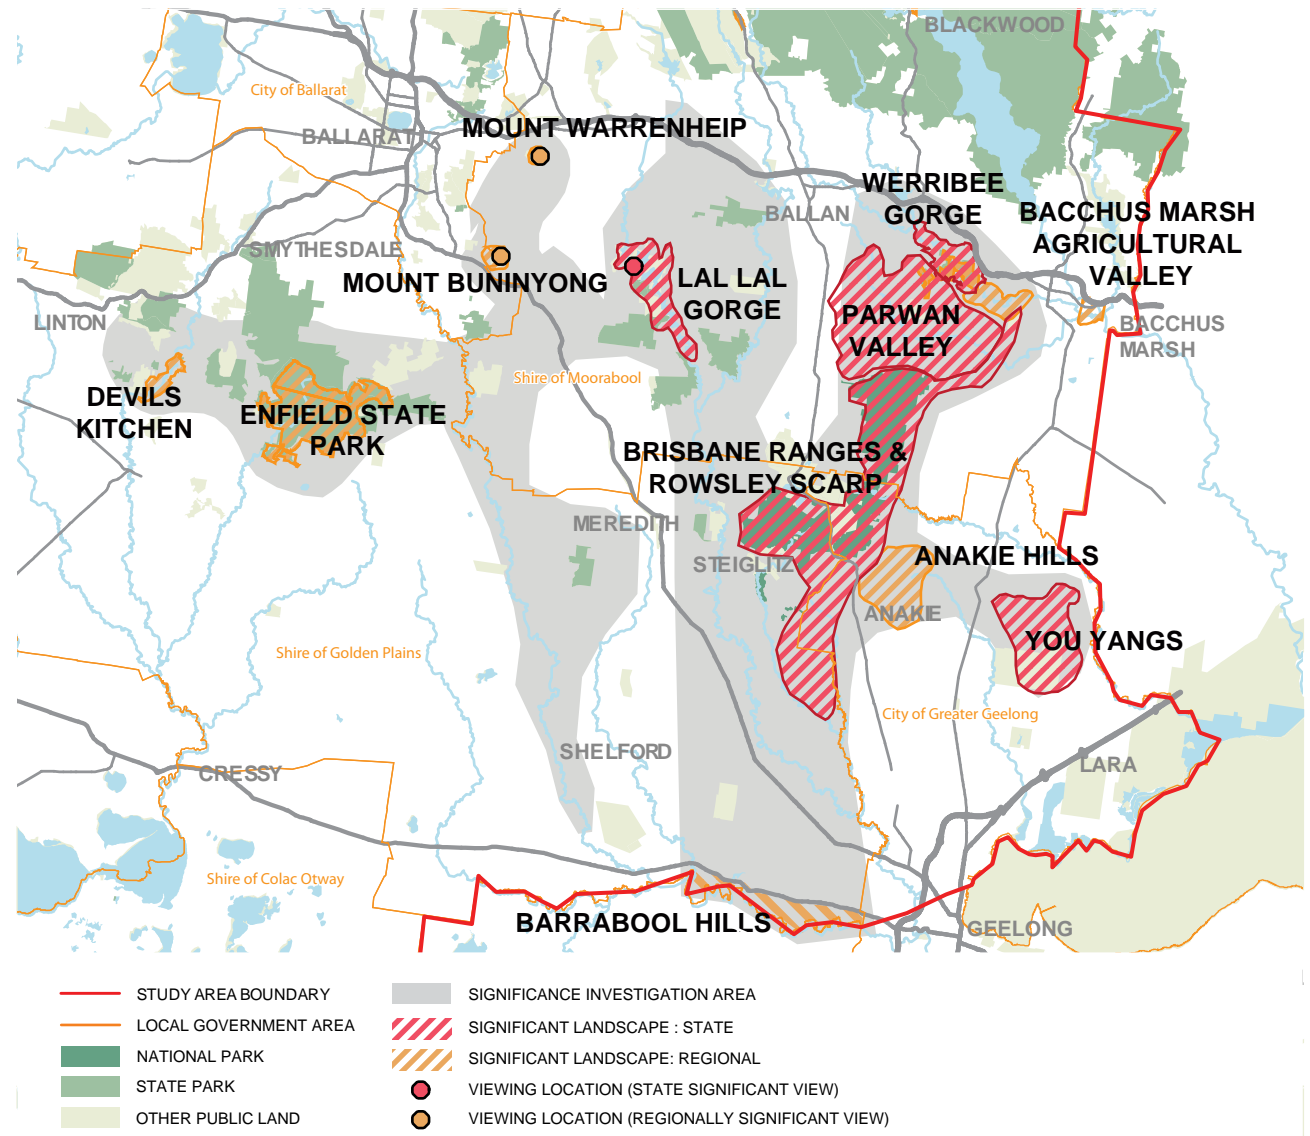 BLACKWOOD
City of Ballarat
BALLARAT
MOUNT WARRENHEIP
WERRIBEE
GORGE
BALLAN
BACCHUS MARSH
AGRICULTURAL
VALLEY
SMYTHESDALE
MOUNT BUNINYONG
LAL LAL
GORGE
LINTON
PARWAN
VALLEY
BACCHUS
MARSH
Shire of Moorabool
DEVILS
KITCHEN
ENFIELD STATE
PARK
BRISBANE RANGES &
ROWSLEY SCARP
MEREDITH
STEIGLITZ
ANAKIE HILLS
ANAKIE
YOU YANGS
Shire of Golden Plains
City of Greater Geelong
SHELFORD
LARA
CRESSY
Shire of Colac Otway
BARRABOOL HILLS
GEELONG
STUDY AREA BOUNDARY
LOCAL GOVERNMENT AREA
NATIONAL PARK
STATE PARK
OTHER PUBLIC LAND
SIGNIFICANCE INVESTIGATION AREA
SIGNIFICANT LANDSCAPE : STATE
SIGNIFICANT LANDSCAPE: REGIONAL
VIEWING LOCATION (STATE SIGNIFICANT VIEW)
VIEWING LOCATION (REGIONALLY SIGNIFICANT VIEW)